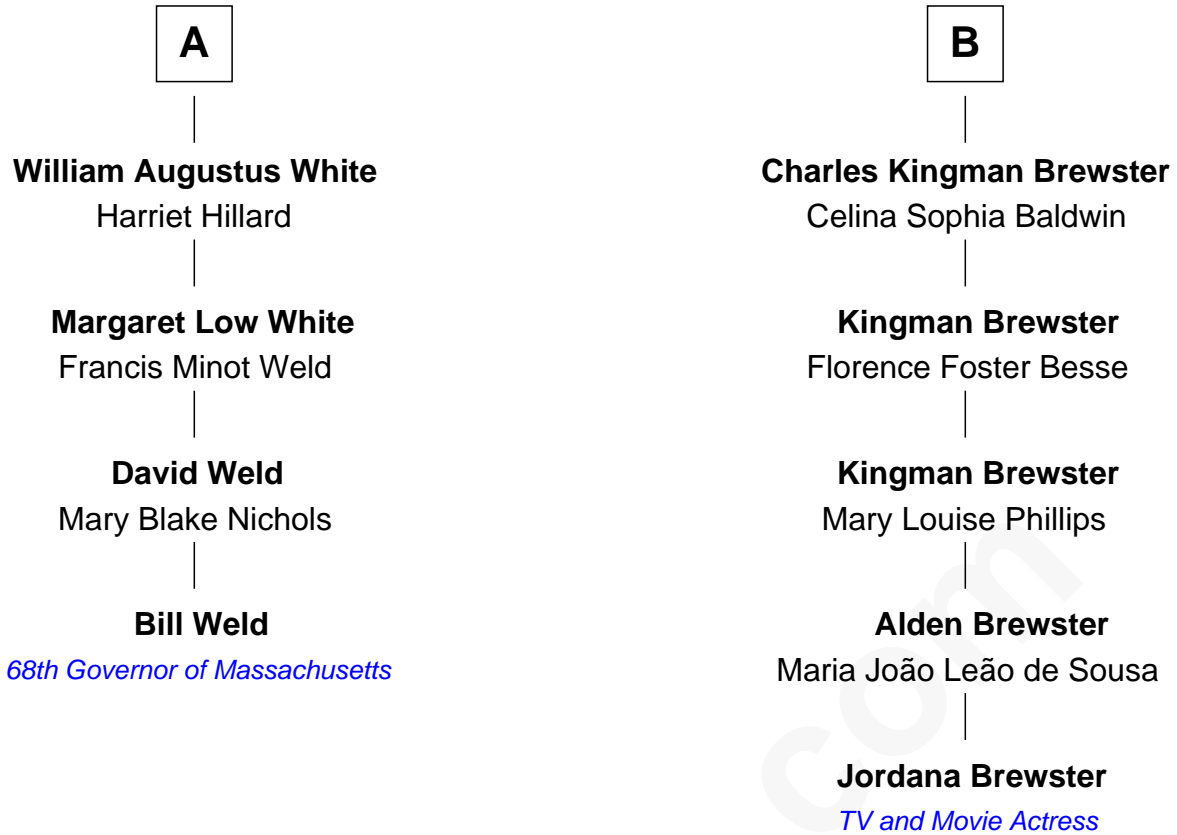 A
B
William Augustus White
Harriet Hillard
Charles Kingman Brewster
Celina Sophia Baldwin
Margaret Low White
Francis Minot Weld
Kingman Brewster
Florence Foster Besse
David Weld
Mary Blake Nichols
Kingman Brewster
Mary Louise Phillips
Bill Weld
68th Governor of Massachusetts
Alden Brewster
Maria João Leão de Sousa
Jordana Brewster
TV and Movie Actress
com